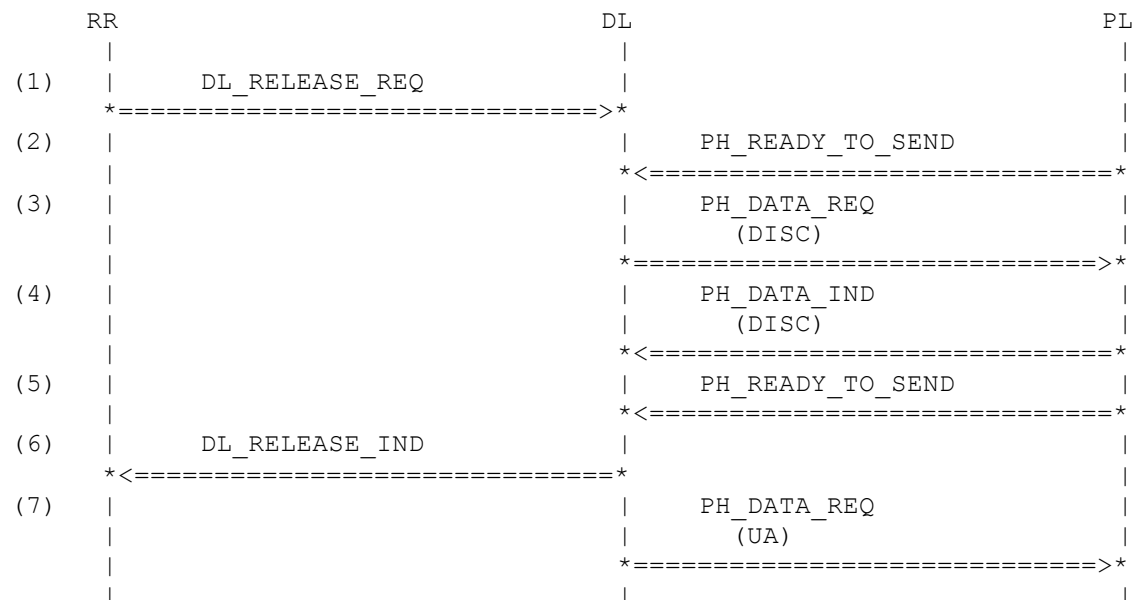 RR                              DL                              PL
      |                               |                               |
(1)   |     DL_RELEASE_REQ            |                               |
      *=============================>*                               |
(2)   |                               |    PH_READY_TO_SEND           |
      |                               *<=============================*
(3)   |                               |    PH_DATA_REQ                |
      |                               |      (DISC)                   |
      |                               *=============================>*
(4)   |                               |    PH_DATA_IND                |
      |                               |      (DISC)                   |
      |                               *<=============================*
(5)   |                               |    PH_READY_TO_SEND           |
      |                               *<=============================*
(6)   |     DL_RELEASE_IND            |                               |
      *<=============================*                               |
(7)   |                               |    PH_DATA_REQ                |
      |                               |      (UA)                     |
      |                               *=============================>*
      |                               |                               |